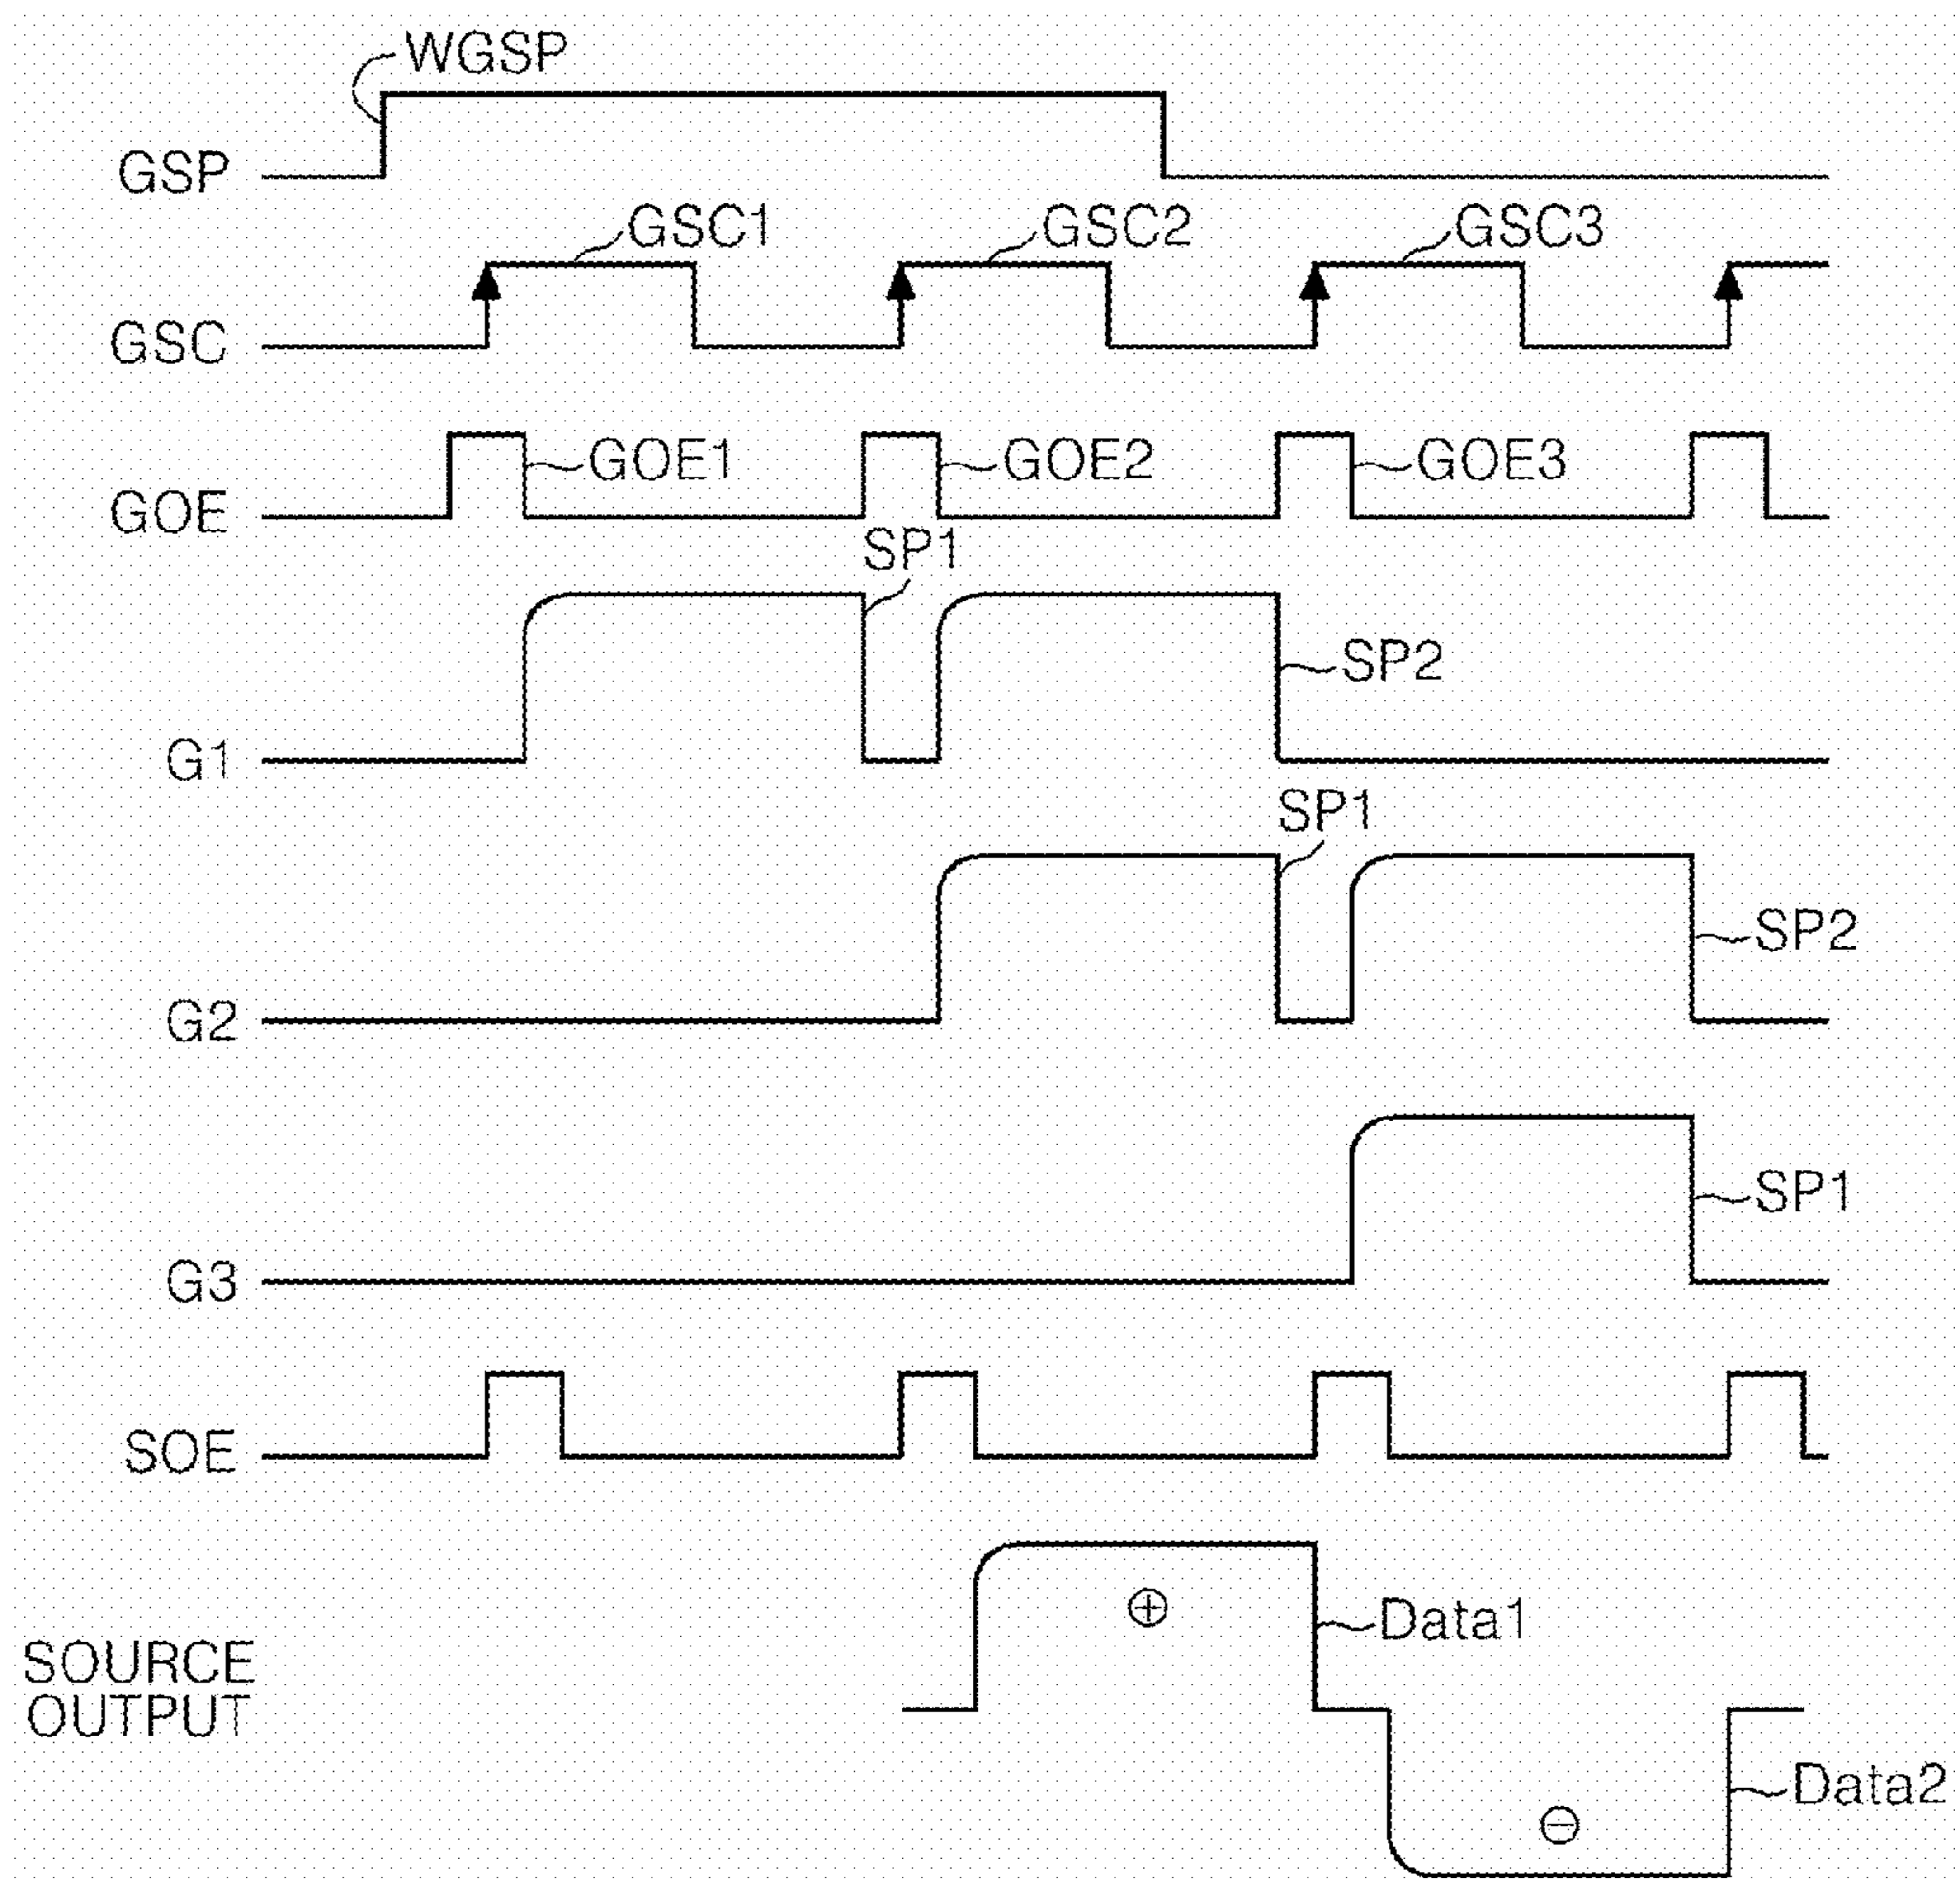 WGSP
GSP
GSC1 GSC2 GSC3
GSC
GOE1 GOE2 GOE3
GOE
SP1
SP2
G1
SP1
SP2
G2
SP1
G3
SOE
⊕
Data1
SOURCE
OUTPUT
Data2
⊖